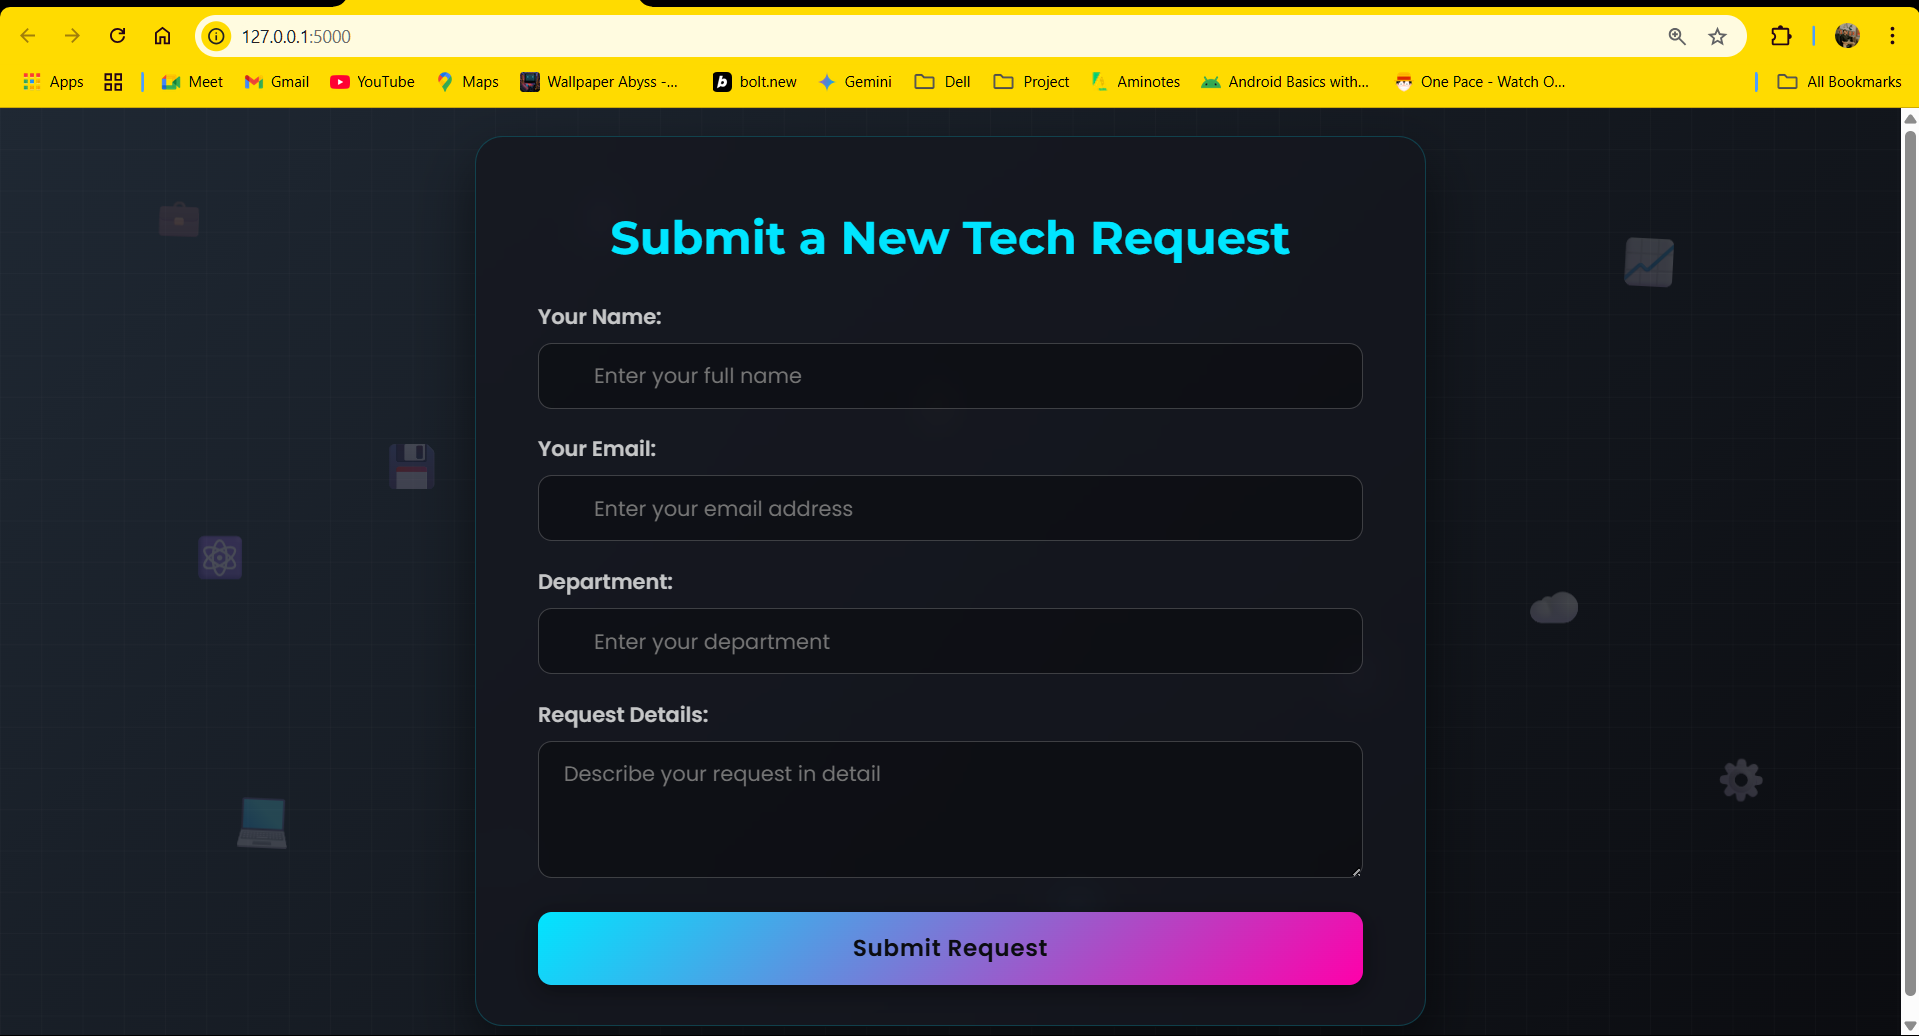 127.0.0.1:5000
Apps Meet Gmail YouTube Maps Wallpaper Abyss -... b bolt.new Gemini Dell Project Aminotes Android Basics with... One Pace - Watch O... All Bookmarks
Submit a New Tech Request
Your Name:
Enter your full name
Your Email:
Enter your email address
Department:
Enter your department
Request Details:
Describe your request in detail
Submit Request